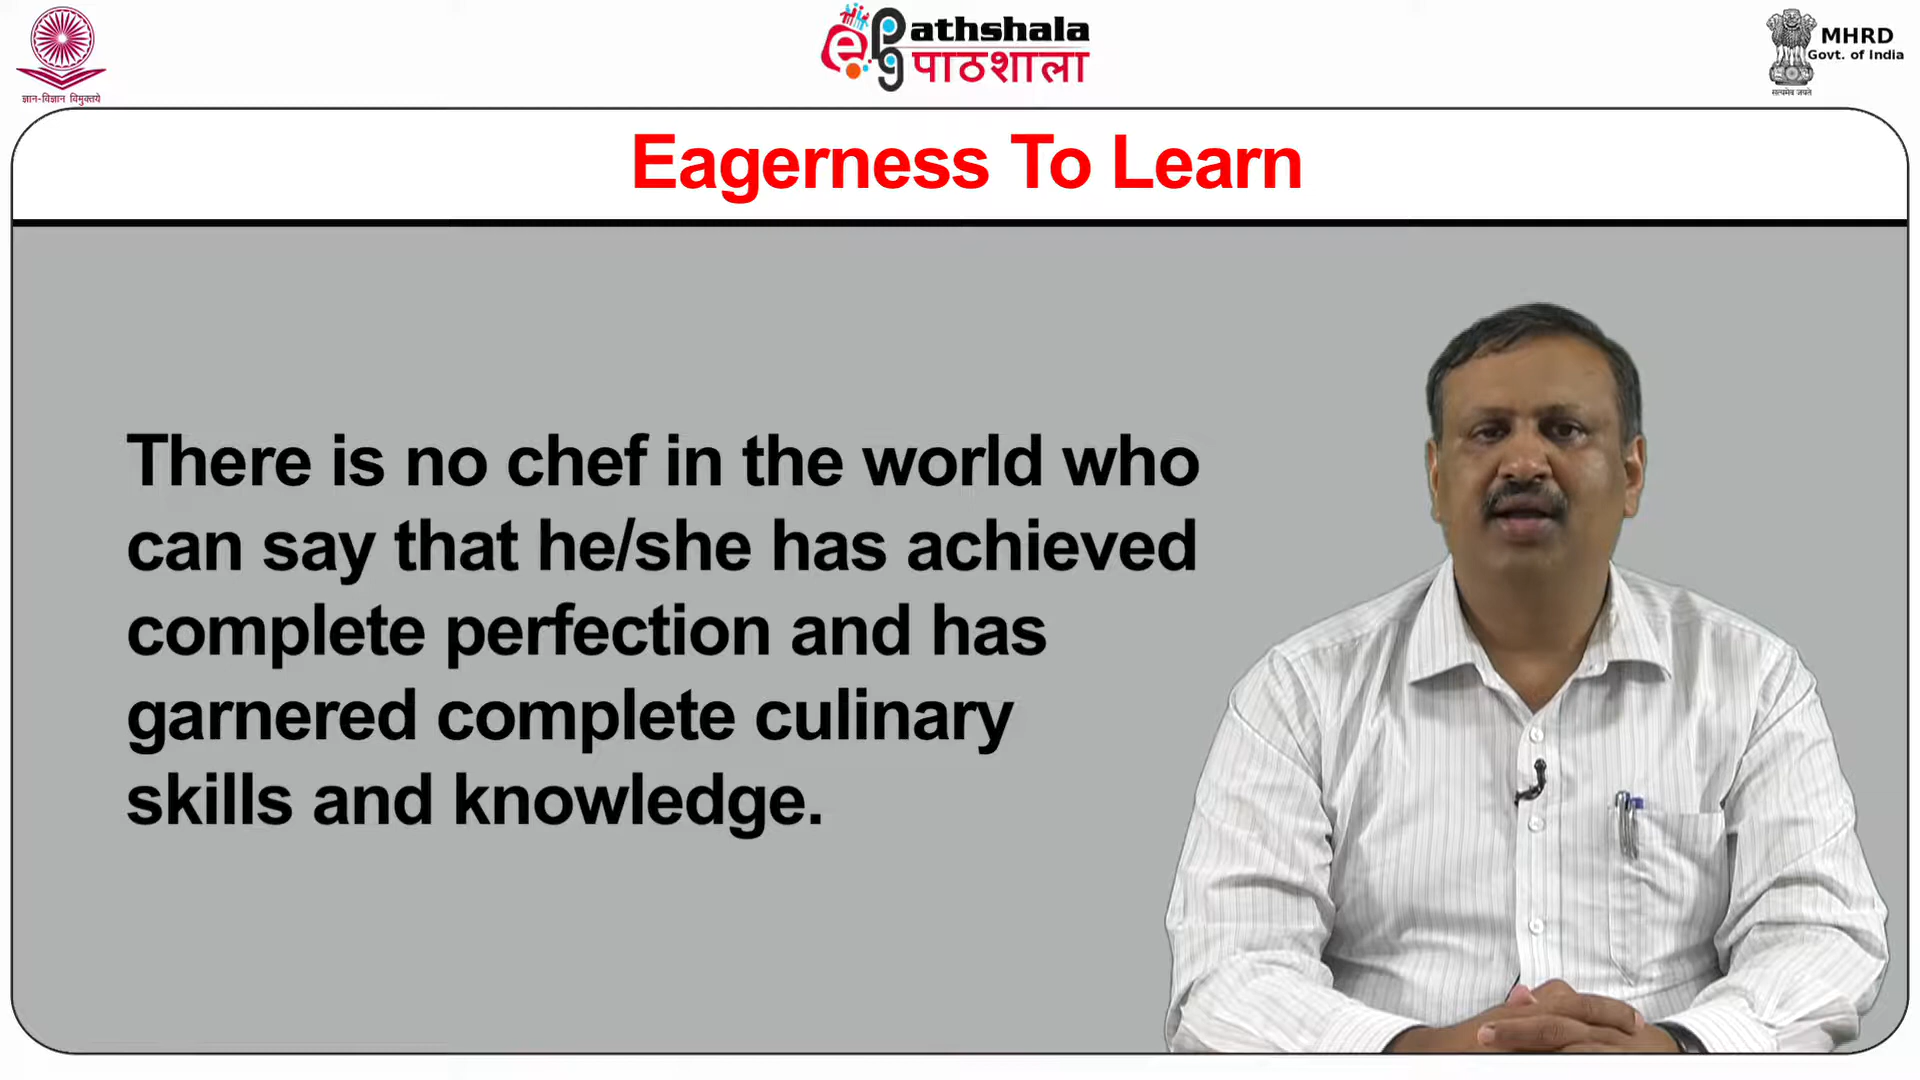 ज्ञान-विज्ञान विमुक्तये
e Pg athshala
पाठशाला
MHRD
Govt. of India
सत्यमेव जयते
Eagerness To Learn
There is no chef in the world who
can say that he/she has achieved
complete perfection and has
garnered complete culinary
skills and knowledge.